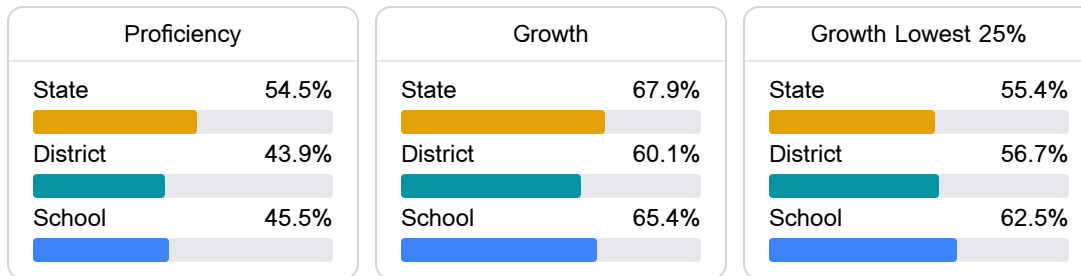 Proficiency
State 54.5%
District 43.9%
School 45.5%
Growth
State 67.9%
District 60.1%
School 65.4%
Growth Lowest 25%
State 55.4%
District 56.7%
School 62.5%